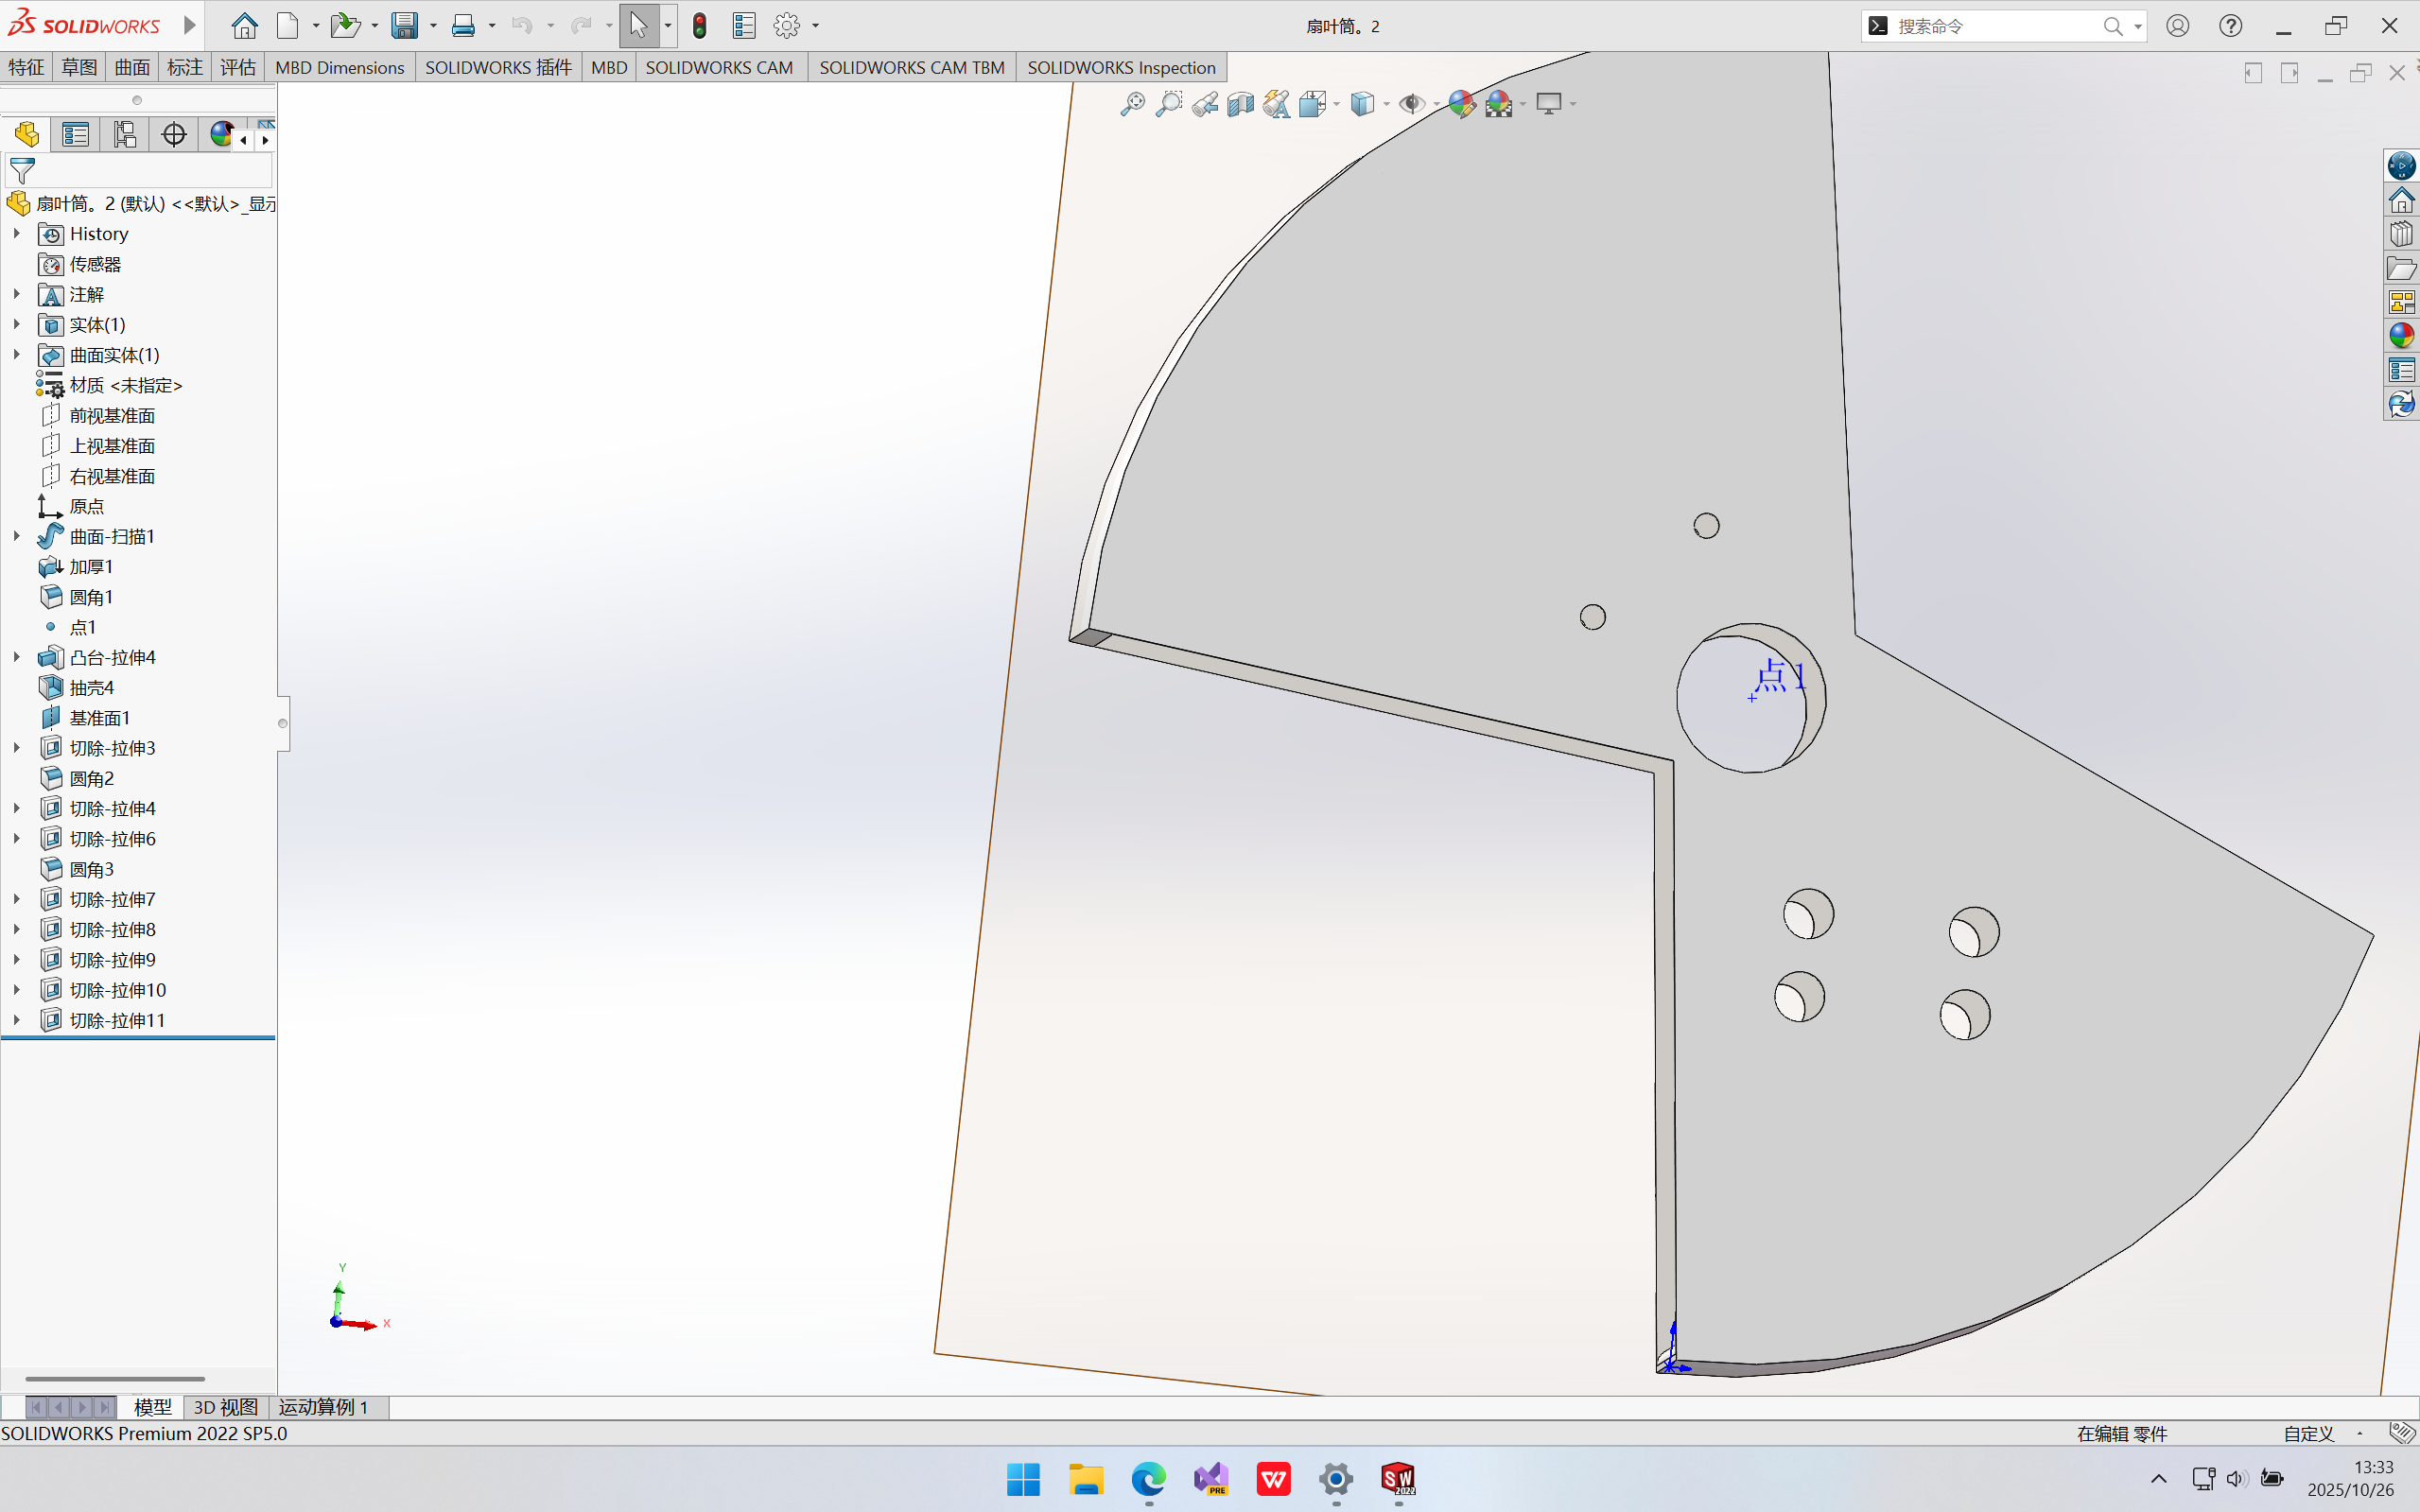 SOLIDWORKS
扇叶筒。2
搜索命令
特征 草图 曲面 标注 评估 MBD Dimensions SOLIDWORKS 插件 MBD SOLIDWORKS CAM SOLIDWORKS CAM TBM SOLIDWORKS Inspection
扇叶筒。2 (默认) <<默认>_显示
History
传感器
注解
实体(1)
曲面实体(1)
材质 <未指定>
前视基准面
上视基准面
右视基准面
原点
曲面-扫描1
加厚1
圆角1
点1
凸台-拉伸4
抽壳4
基准面1
切除-拉伸3
圆角2
切除-拉伸4
切除-拉伸6
圆角3
切除-拉伸7
切除-拉伸8
切除-拉伸9
切除-拉伸10
切除-拉伸11
点1
Y
X
模型 3D 视图 运动算例 1
SOLIDWORKS Premium 2022 SP5.0
在编辑 零件
自定义
PRE
W
SW
2022
13:33
2025/10/26